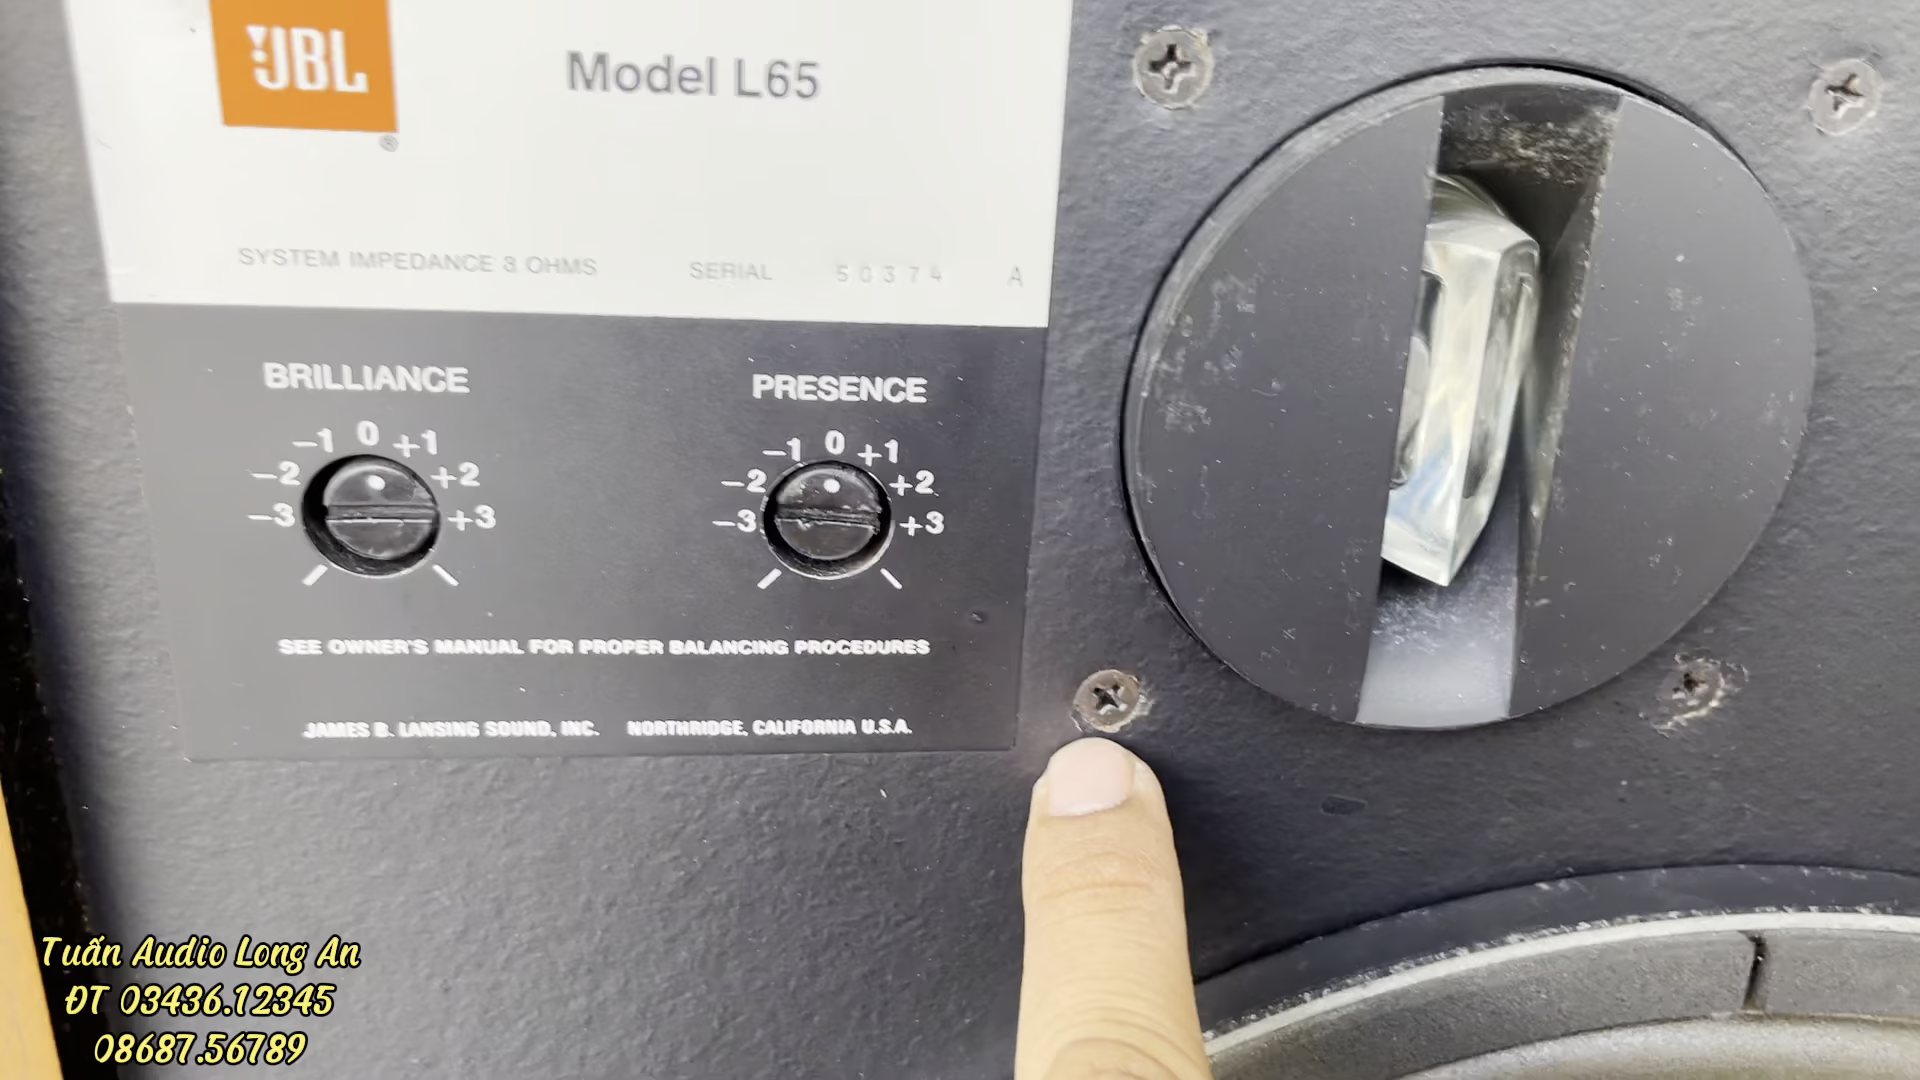 JBL
®
Model L65
SYSTEM IMPEDANCE 8 OHMS SERIAL 50374 A
BRILLIANCE
-3 -2 -1 0 +1 +2 +3
PRESENCE
-3 -2 -1 0 +1 +2 +3
SEE OWNER'S MANUAL FOR PROPER BALANCING PROCEDURES
JAMES B. LANSING SOUND, INC. NORTHRIDGE, CALIFORNIA U.S.A.
Tuấn Audio Long An
ĐT 03436.12345
08687.56789